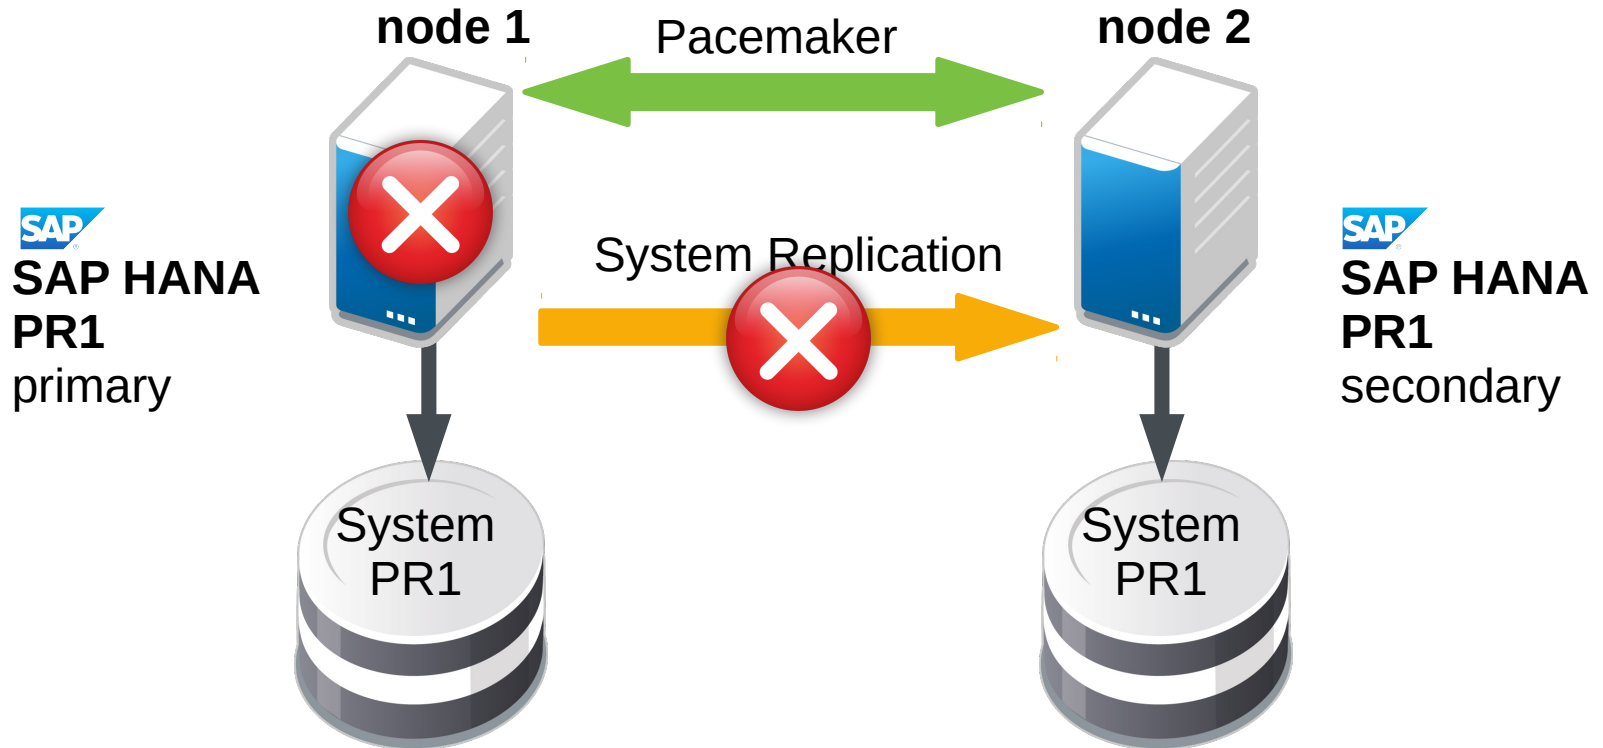 node 1
Pacemaker
node 2
SAP
SAP HANA
PR1
primary
System Replication
SAP
SAP HANA
PR1
secondary
System
PR1
System
PR1